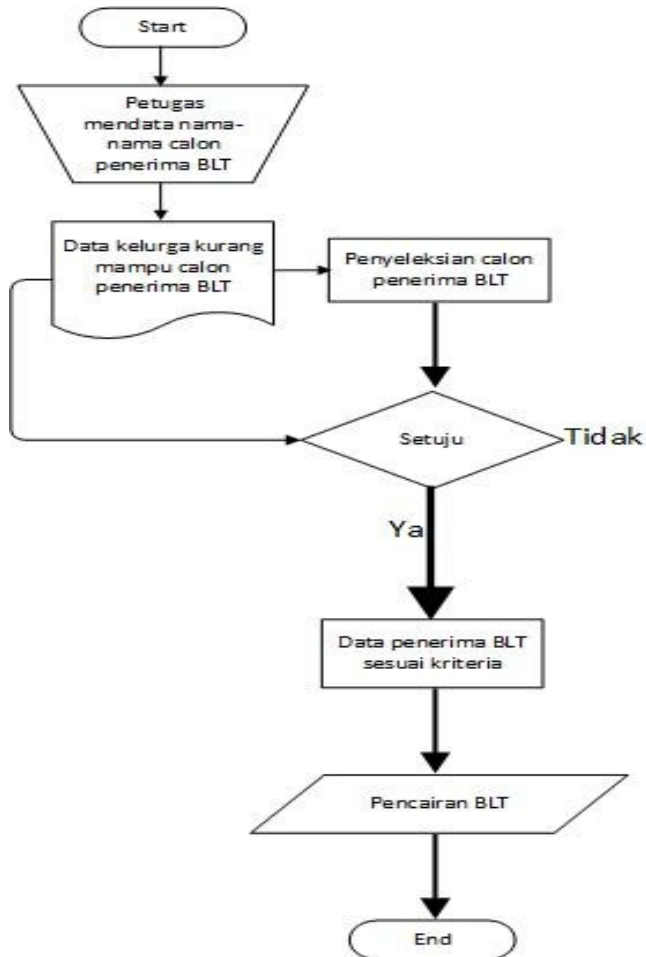 Start
Petugas
mendata nama-
nama calon
penerima BLT
Data kelurga kurang
mampu calon
penerima BLT
Penyeleksian calon
penerima BLT
Setuju
Tidak
Ya
Data penerima BLT
sesuai kriteria
Pencairan BLT
End